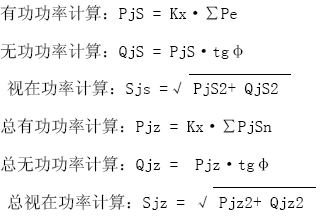 有功功率计算：PjS = Kx·∑Pe
无功功率计算：QjS = PjS·tgφ
视在功率计算：Sjs =√ PjS2+ QjS2
总有功功率计算：Pjz = Kx·∑PjSn
总无功功率计算：Qjz =  Pjz·tgφ
总视在功率计算：Sjz = √ Pjz2+ Qjz2